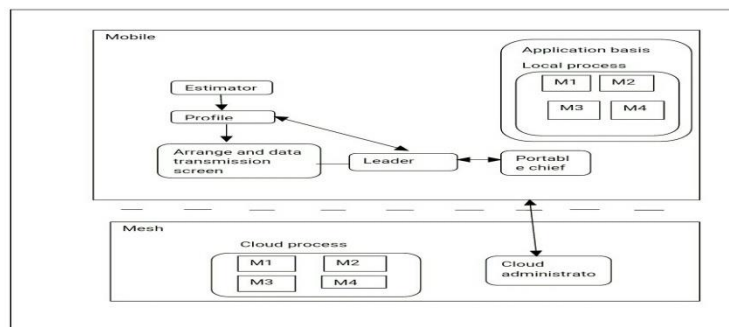 Mobile
Application basis
Local process
M1 M2
M3 M4
Estimator
Profile
Arrange and data
transmission
screen
Leader
Portabl
e chief
Mesh
Cloud process
M1 M2
M3 M4
Cloud
administrato